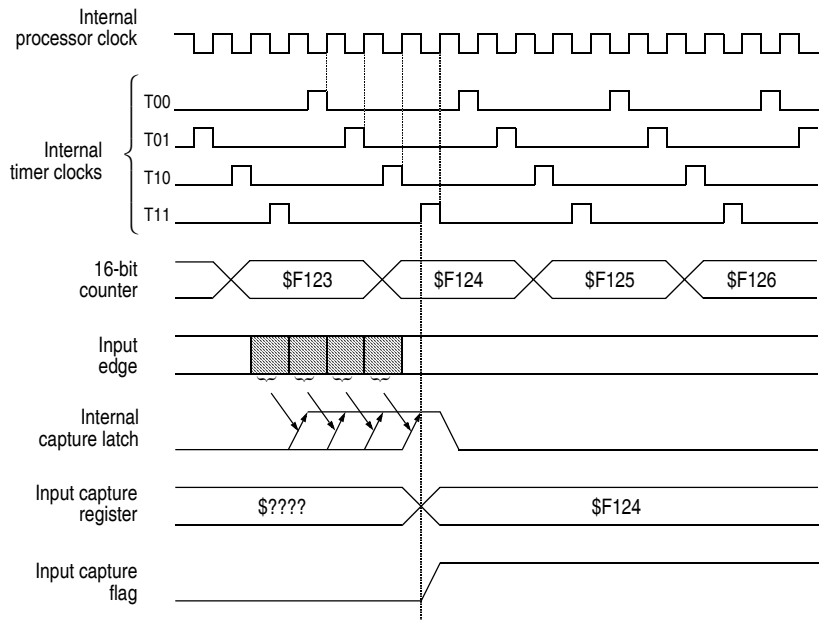 Internal
processor clock
T00
T01
Internal
timer clocks
T10
T11
16-bit
counter
$F123
$F124
$F125
$F126
Input
edge
Internal
capture latch
Input capture
register
$????
$F124
Input capture
flag